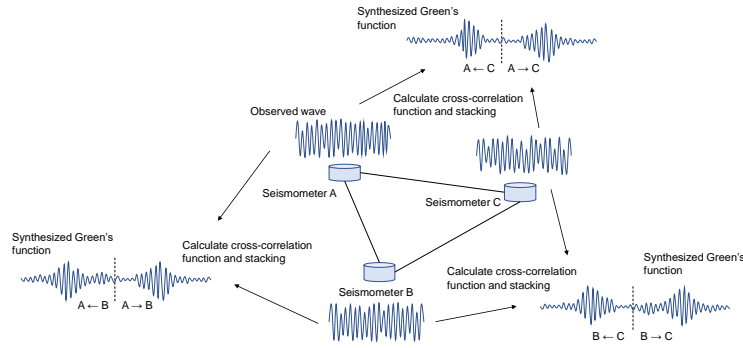 Synthesized Green's
function
A ← C
A → C
Calculate cross-correlation
function and stacking
Observed wave
Seismometer A
Seismometer C
Synthesized Green's
function
Calculate cross-correlation
function and stacking
A ← B
A → B
Seismometer B
Calculate cross-correlation
function and stacking
Synthesized Green's
function
B ← C
B → C